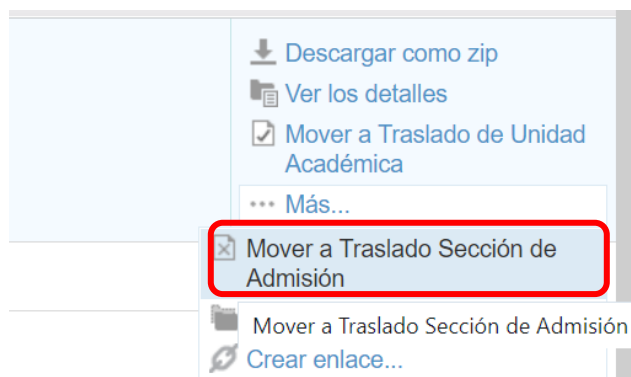 Descargar como zip
Ver los detalles
Mover a Traslado de Unidad
Académica
Más...
Mover a Traslado Sección de
Admisión
Mover a Traslado Sección de Admisión
Crear enlace...